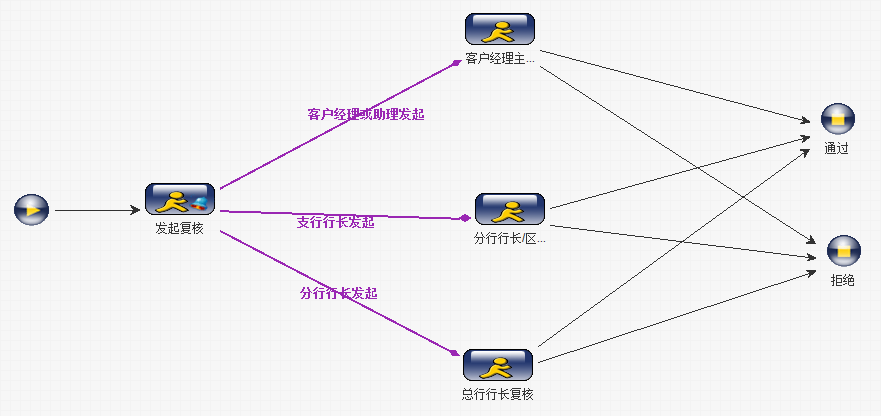 客户经理主...
客户经理或助理发起
通过
发起复核
支行行长发起
分行行长/区...
拒绝
分行行长发起
总行行长复核